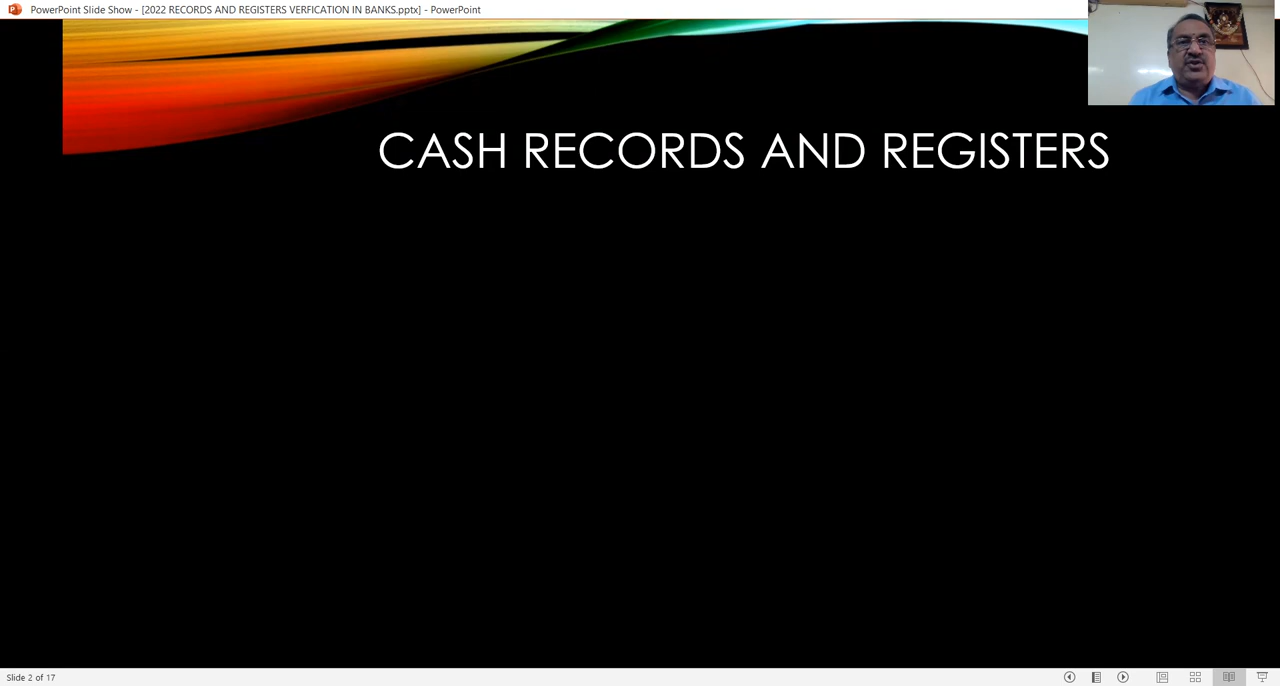 PowerPoint Slide Show - [2022 RECORDS AND REGISTERS VERFICATION IN BANKS.pptx] - PowerPoint
CASH RECORDS AND REGISTERS
Slide 2 of 17